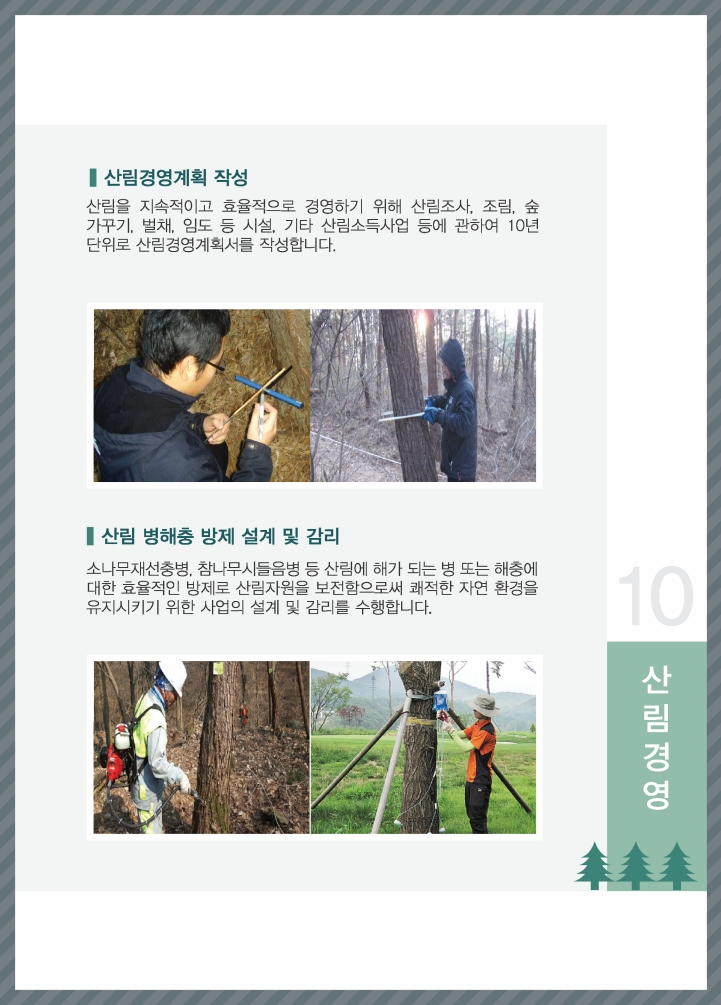 산림경영계획 작성
산림을 지속적이고 효율적으로 경영하기 위해 산림조사, 조림, 숲
가꾸기, 벌채, 임도 등 시설, 기타 산림소득사업 등에 관하여 10년
단위로 산림경영계획서를 작성합니다.
산림 병해충 방제 설계 및 감리
소나무재선충병, 참나무시들음병 등 산림에 해가 되는 병 또는 해충에
대한 효율적인 방제로 산림자원을 보전함으로써 쾌적한 자연 환경을
유지시키기 위한 사업의 설계 및 감리를 수행합니다.
10
산림경영